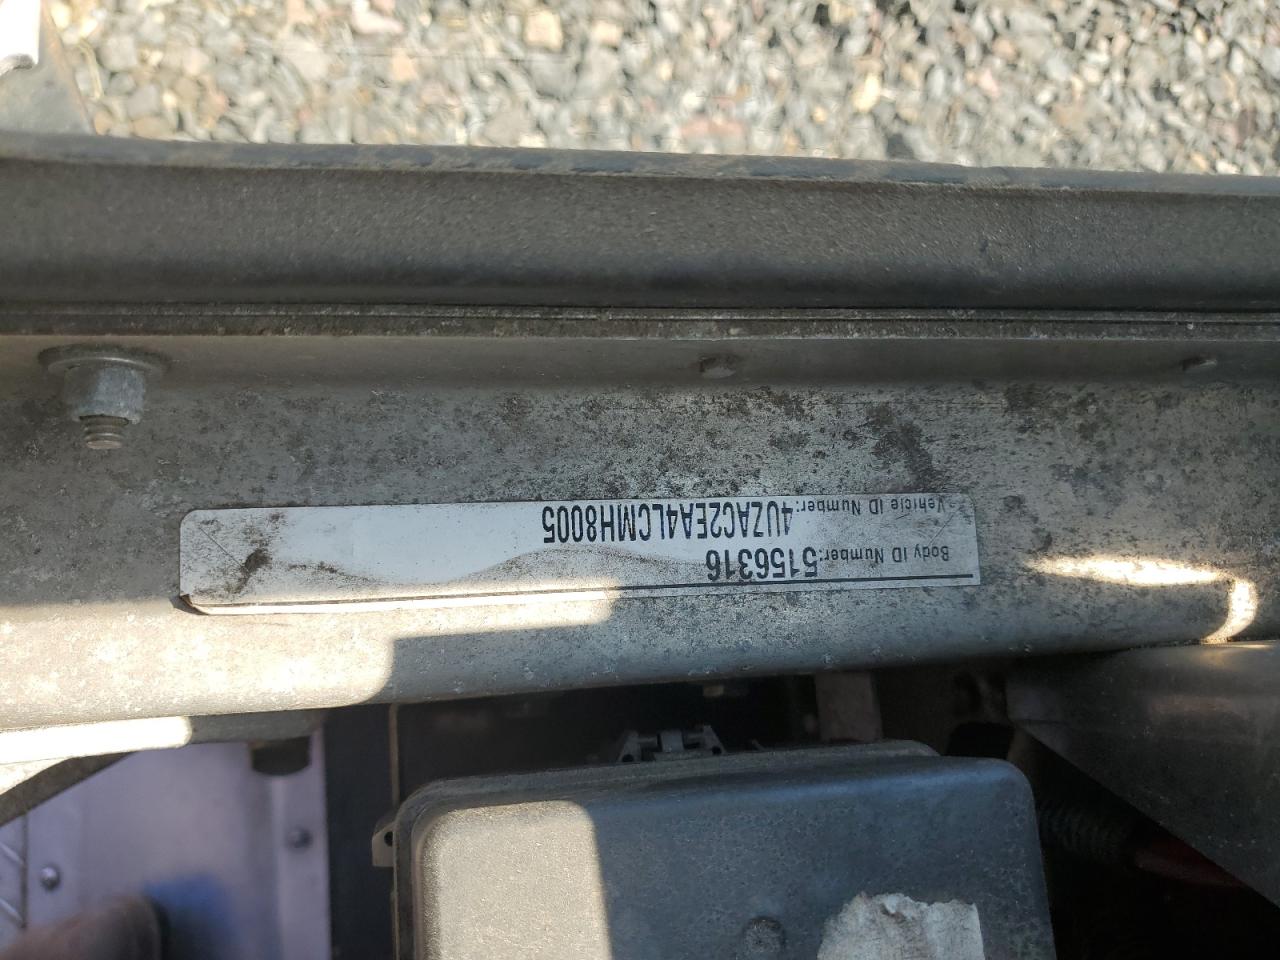 Body ID Number: 5156316
Vehicle ID Number: 4UZAC2EA4LCMH8005